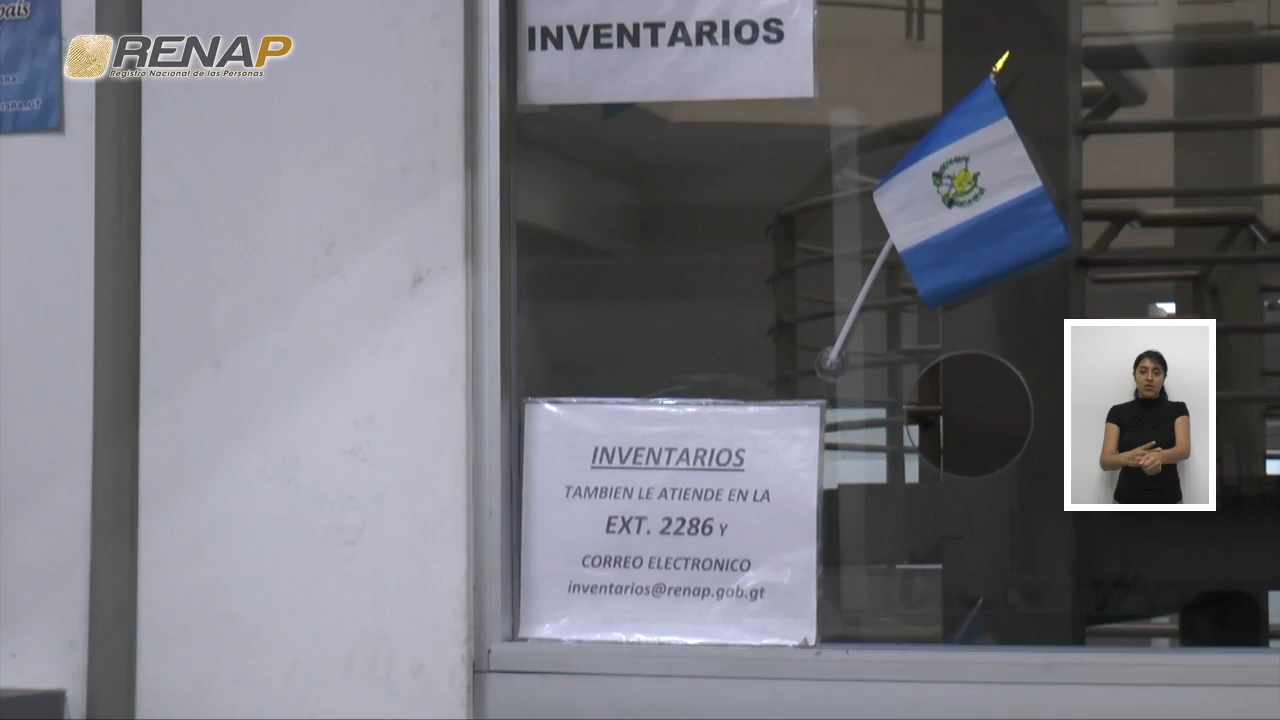 país
RENAP
Registro Nacional de las Personas
INVENTARIOS
INVENTARIOS
TAMBIEN LE ATIENDE EN LA
EXT. 2286 Y
CORREO ELECTRONICO
inventarios@renap.gob.gt